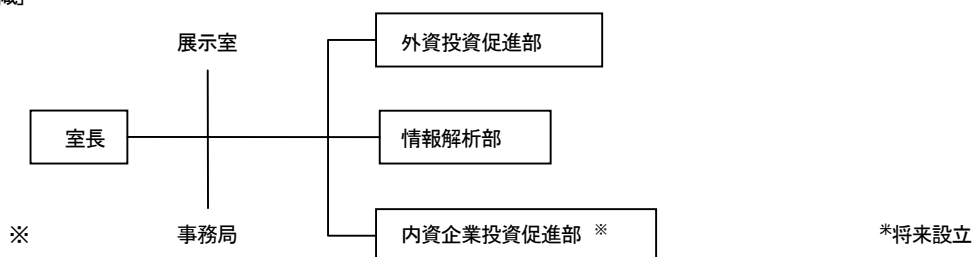 展示室
外資投資促進部
室長
情報解析部
※ 事務局 内資企業投資促進部 ※ *将来設立